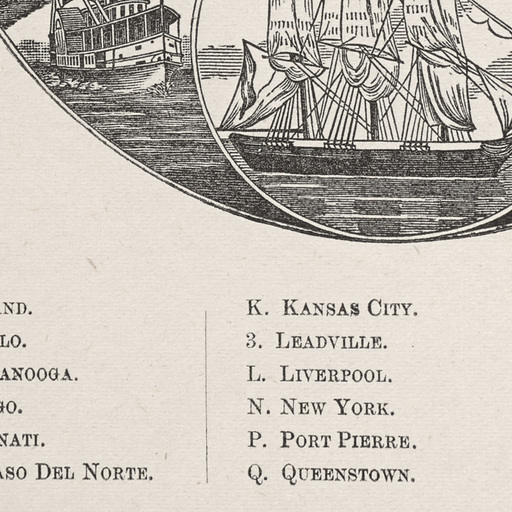 AND.
LO.
ANOOGA.
GO.
NATI.
ASO DEL NORTE.
K. KANSAS CITY.
3. LEADVILLE.
L. LIVERPOOL.
N. NEW YORK.
P. PORT PIERRE.
Q. QUEENSTOWN.